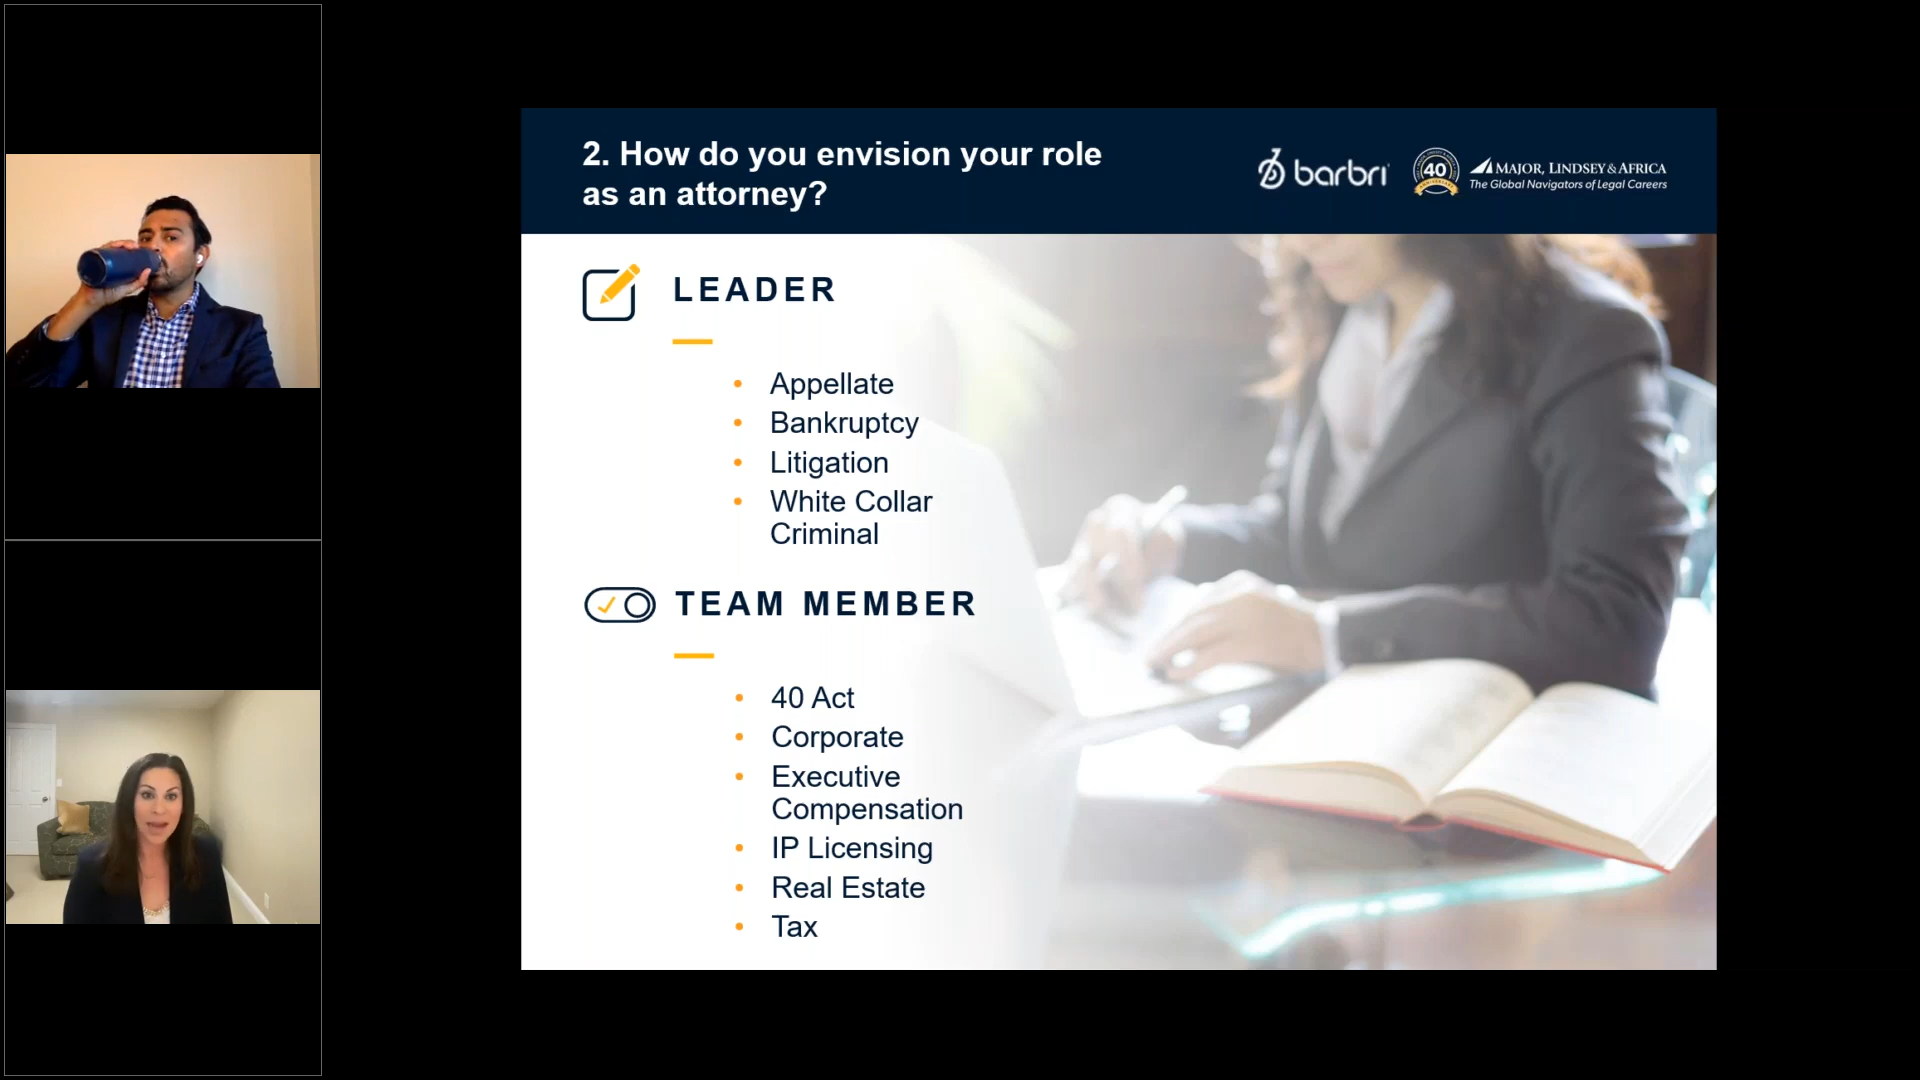 2. How do you envision your role
as an attorney?
barbri
40
MAJOR, LINDSEY & AFRICA
The Global Navigators of Legal Careers
LEADER
• Appellate
• Bankruptcy
• Litigation
• White Collar
Criminal
TEAM MEMBER
• 40 Act
• Corporate
• Executive
Compensation
• IP Licensing
• Real Estate
• Tax